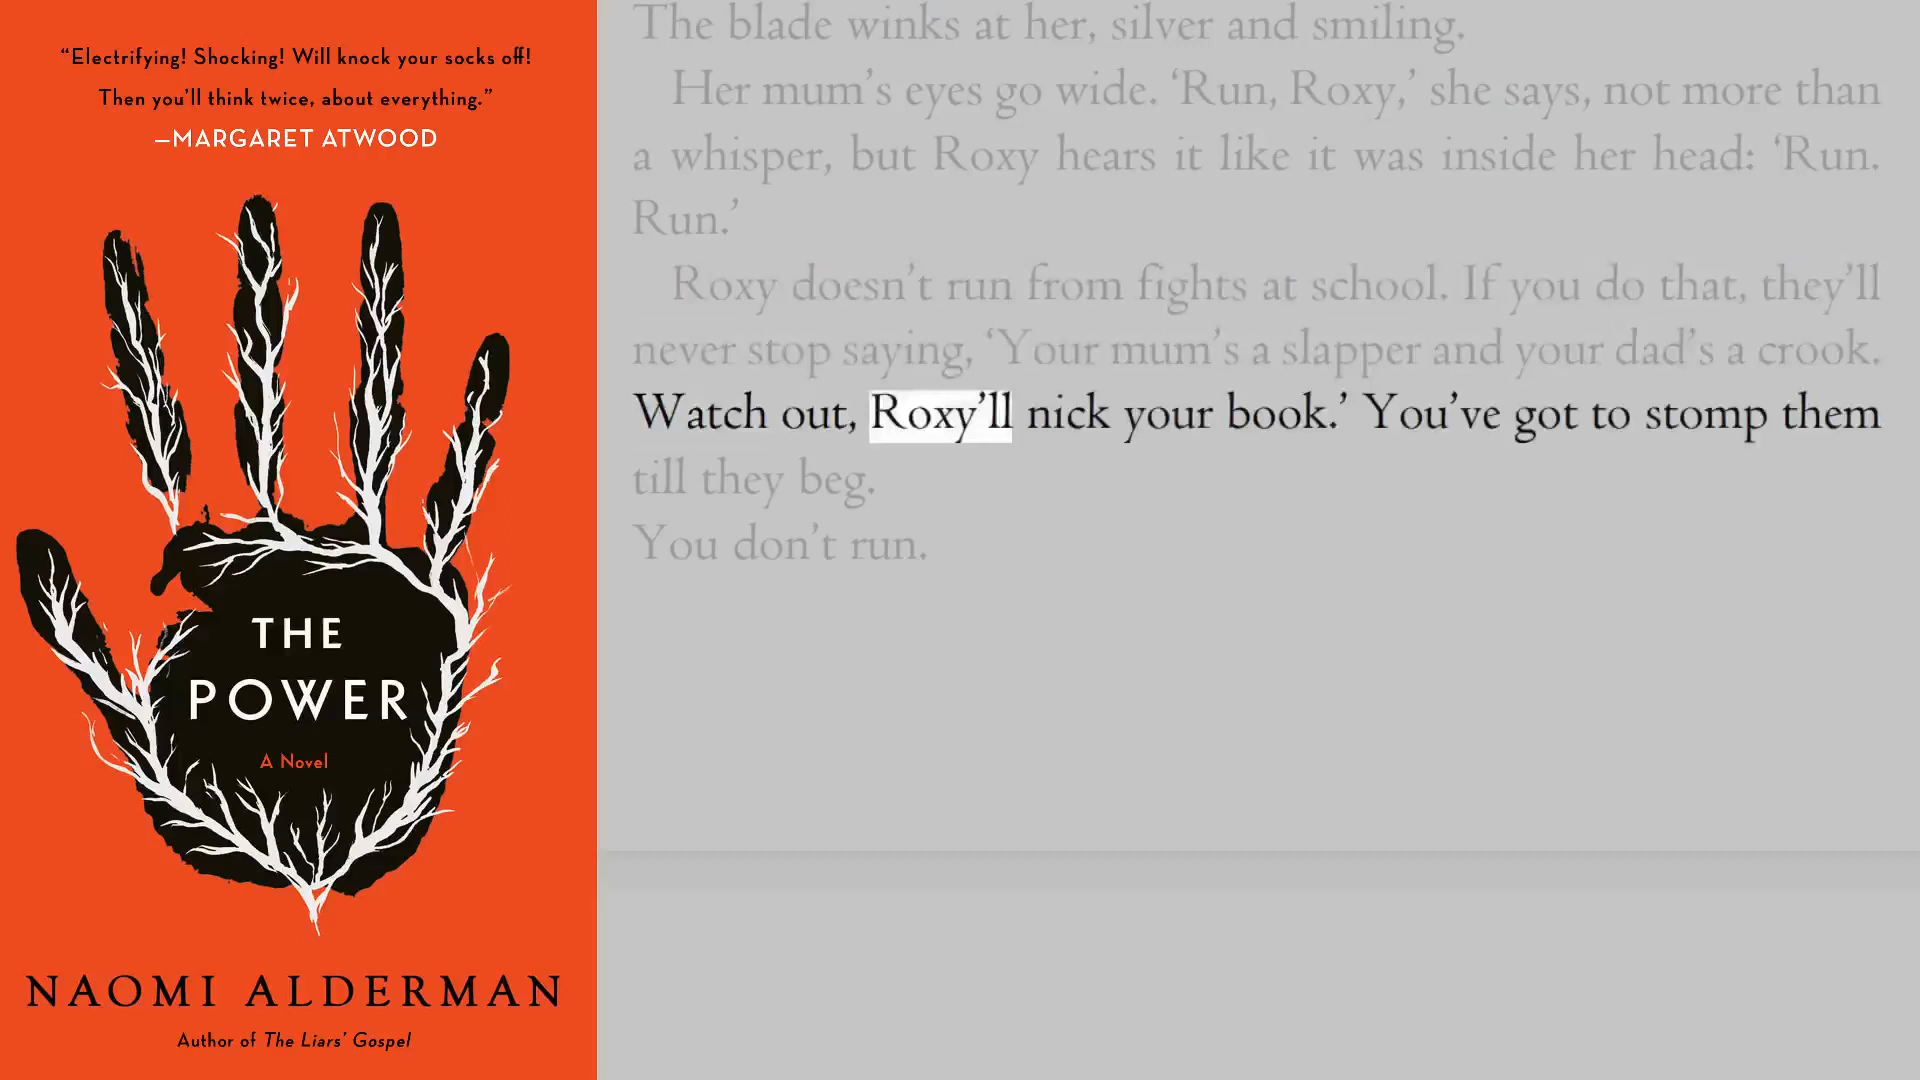 “Electrifying! Shocking! Will knock your socks off!
Then you’ll think twice, about everything.”
—MARGARET ATWOOD
THE
POWER
A Novel
NAOMI ALDERMAN
Author of The Liars’ Gospel
The blade winks at her, silver and smiling.
Her mum’s eyes go wide. ‘Run, Roxy,’ she says, not more than
a whisper, but Roxy hears it like it was inside her head: ‘Run.
Run.’
Roxy doesn’t run from fights at school. If you do that, they’ll
never stop saying, ‘Your mum’s a slapper and your dad’s a crook.
Watch out, Roxy’ll nick your book.’ You’ve got to stomp them
till they beg.
You don’t run.